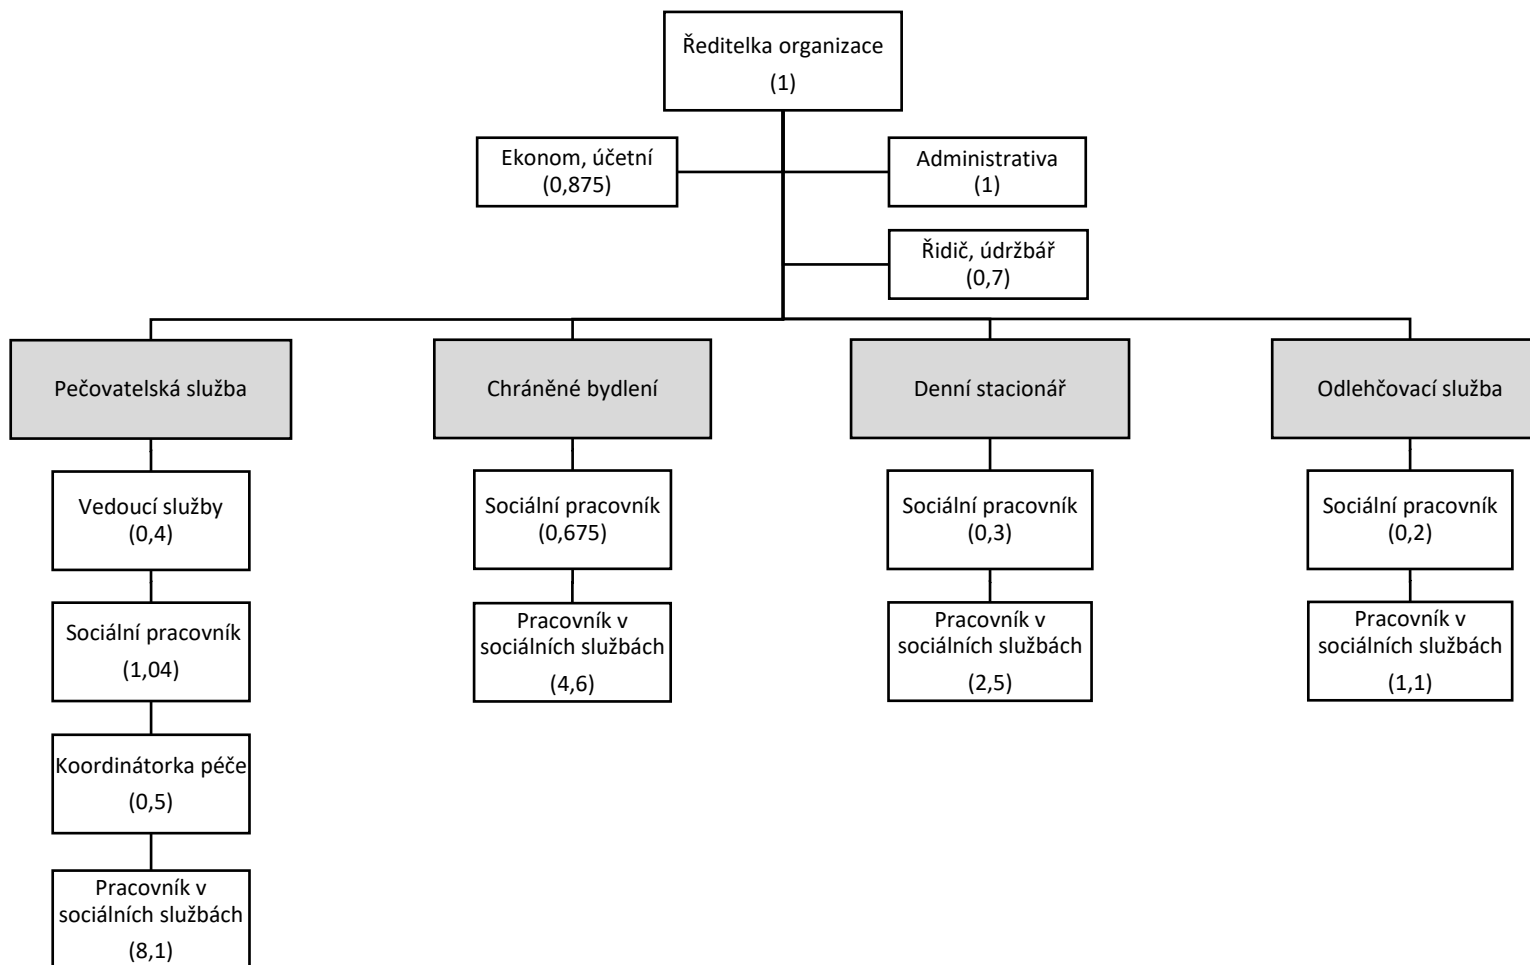 Ředitelka organizace
(1)
Ekonom, účetní
(0,875)
Administrativa
(1)
Řidič, údržbář
(0,7)
Pečovatelská služba
Chráněné bydlení
Denní stacionář
Odlehčovací služba
Vedoucí služby
(0,4)
Sociální pracovník
(1,04)
Koordinátorka péče
(0,5)
Pracovník v
sociálních službách
(8,1)
Sociální pracovník
(0,675)
Pracovník v
sociálních službách
(4,6)
Sociální pracovník
(0,3)
Pracovník v
sociálních službách
(2,5)
Sociální pracovník
(0,2)
Pracovník v
sociálních službách
(1,1)